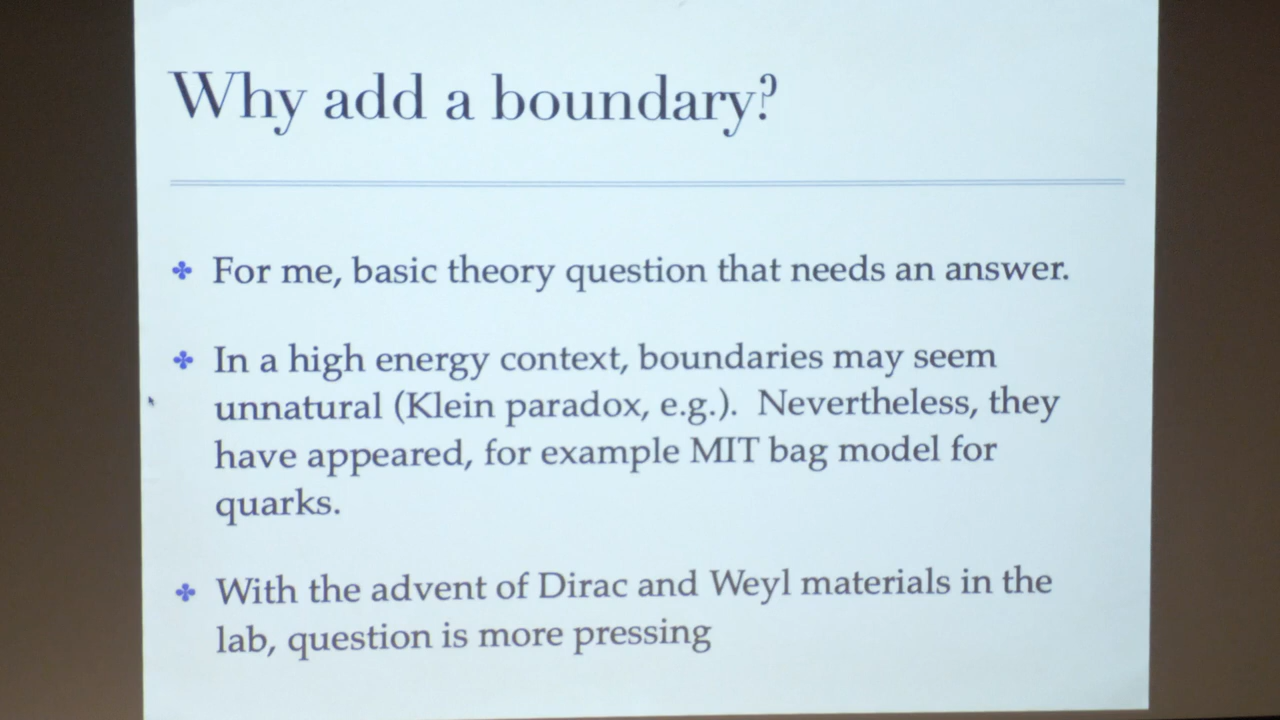 Why add a boundary?
✤ For me, basic theory question that needs an answer.
✤ In a high energy context, boundaries may seem
unnatural (Klein paradox, e.g.). Nevertheless, they
have appeared, for example MIT bag model for
quarks.
✤ With the advent of Dirac and Weyl materials in the
lab, question is more pressing